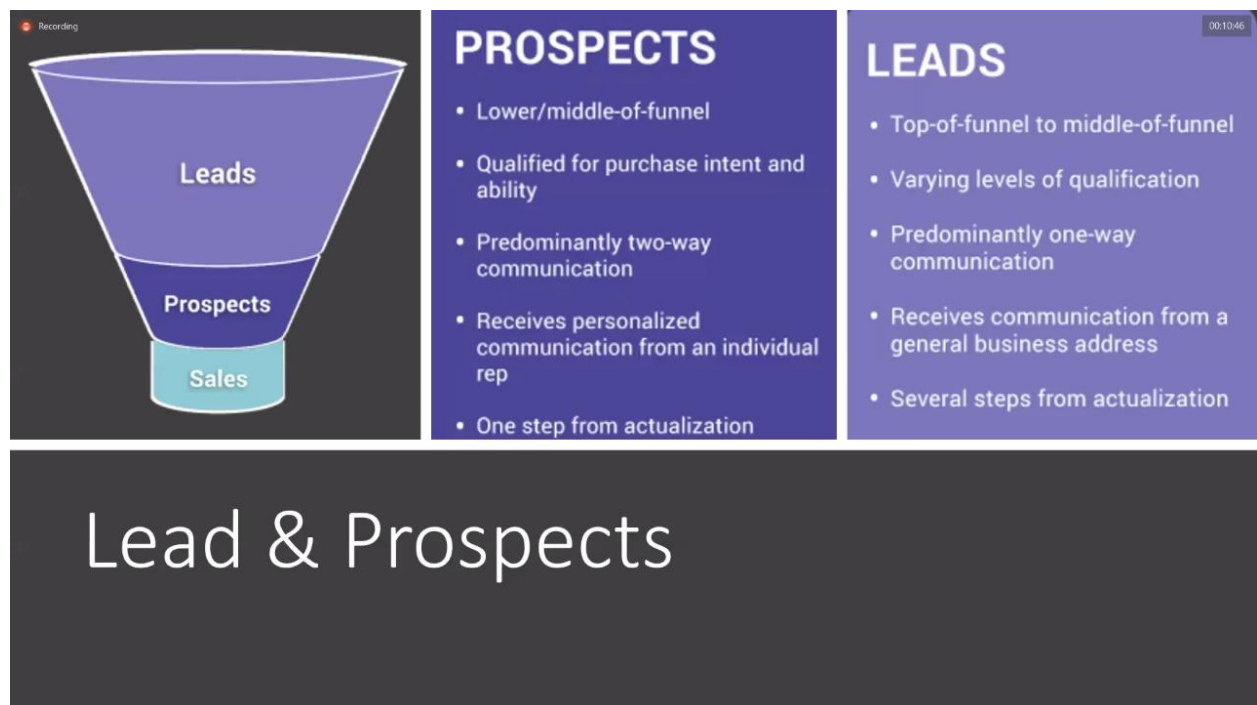 Recording
Leads
Prospects
Sales
PROSPECTS
• Lower/middle-of-funnel
• Qualified for purchase intent and
ability
• Predominantly two-way
communication
• Receives personalized
communication from an individual
rep
• One step from actualization
00:10:46
LEADS
• Top-of-funnel to middle-of-funnel
• Varying levels of qualification
• Predominantly one-way
communication
• Receives communication from a
general business address
• Several steps from actualization
Lead & Prospects